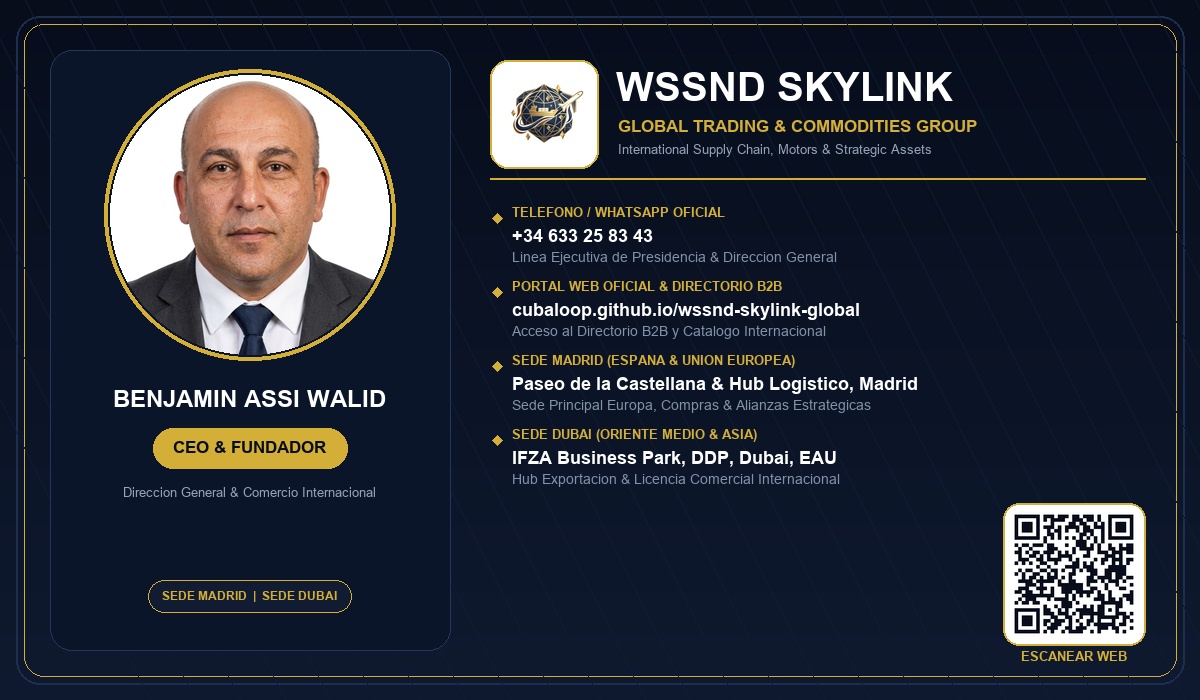 BENJAMIN ASSI WALID
CEO & FUNDADOR
Direccion General & Comercio Internacional
SEDE MADRID | SEDE DUBAI
WSSND SKYLINK
GLOBAL TRADING & COMMODITIES GROUP
International Supply Chain, Motors & Strategic Assets
TELEFONO / WHATSAPP OFICIAL
+34 633 25 83 43
Linea Ejecutiva de Presidencia & Direccion General
PORTAL WEB OFICIAL & DIRECTORIO B2B
cubaloop.github.io/wssnd-skylink-global
Acceso al Directorio B2B y Catalogo Internacional
SEDE MADRID (ESPANA & UNION EUROPEA)
Paseo de la Castellana & Hub Logistico, Madrid
Sede Principal Europa, Compras & Alianzas Estrategicas
SEDE DUBAI (ORIENTE MEDIO & ASIA)
IFZA Business Park, DDP, Dubai, EAU
Hub Exportacion & Licencia Comercial Internacional
ESCANEAR WEB